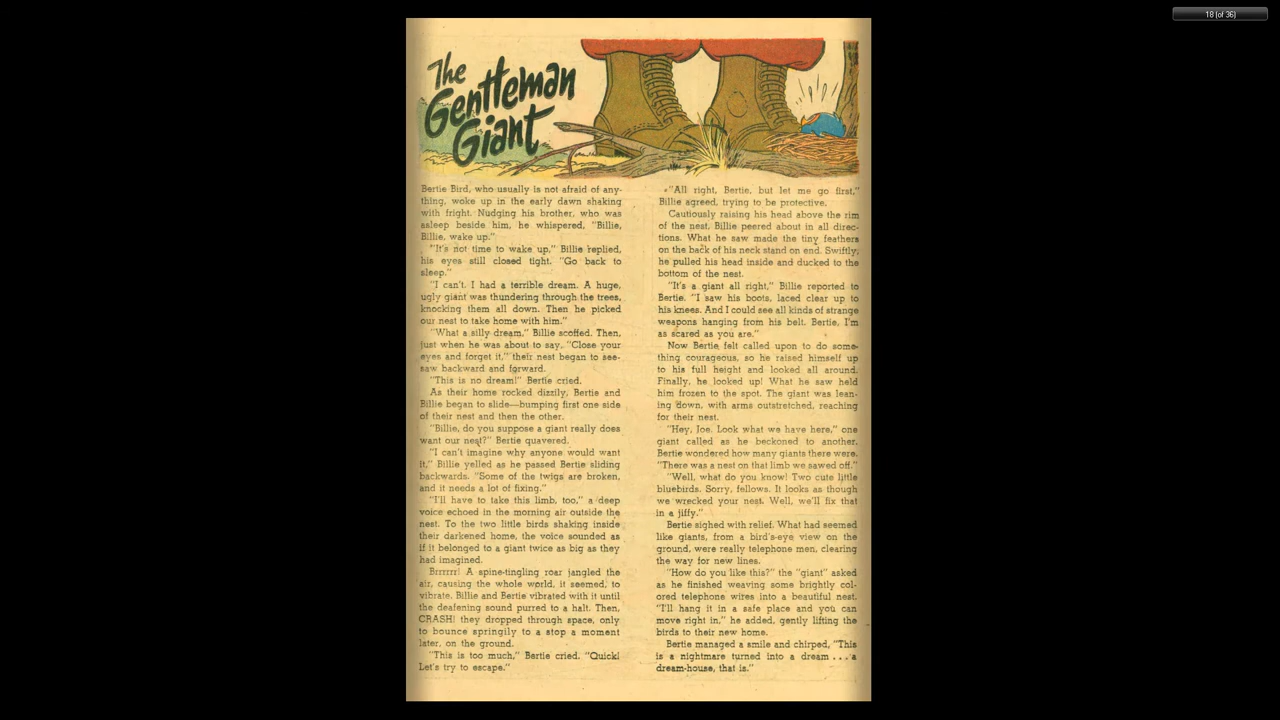 18 (of 36)
The
Gentleman
Giant
Bertie Bird, who usually is not afraid of any-
thing, woke up in the early dawn shaking
with fright. Nudging his brother, who was
asleep beside him, he whispered, "Billie,
Billie, wake up."
"It's not time to wake up," Billie replied,
his eyes still closed tight. "Go back to
sleep."
"I can't. I had a terrible dream. A huge,
ugly giant was thundering through the trees,
knocking them all down. Then he picked
our nest to take home with him."
"What a silly dream," Billie scoffed. Then,
just when he was about to say, "Close your
eyes and forget it," their nest began to see-
saw backward and forward.
"This is no dream!" Bertie cried.
As their home rocked dizzily, Bertie and
Billie began to slide—bumping first one side
of their nest and then the other.
"Billie, do you suppose a giant really does
want our nest?" Bertie quavered.
"I can't imagine why anyone would want
it," Billie yelled as he passed Bertie sliding
backwards. "Some of the twigs are broken,
and it needs a lot of fixing."
"I'll have to take this limb, too," a deep
voice echoed in the morning air outside the
nest. To the two little birds shaking inside
their darkened home, the voice sounded as
if it belonged to a giant twice as big as they
had imagined.
Brrrrrr! A spine-tingling roar jangled the
air, causing the whole world, it seemed, to
vibrate. Billie and Bertie vibrated with it until
the deafening sound purred to a halt. Then,
CRASH! they dropped through space, only
to bounce springily to a stop a moment
later, on the ground.
"This is too much," Bertie cried. "Quick!
Let's try to escape."
"All right, Bertie, but let me go first,"
Billie agreed, trying to be protective.
Cautiously raising his head above the rim
of the nest, Billie peered about in all direc-
tions. What he saw made the tiny feathers
on the back of his neck stand on end. Swiftly,
he pulled his head inside and ducked to the
bottom of the nest.
"It's a giant all right," Billie reported to
Bertie. "I saw his boots, laced clear up to
his knees. And I could see all kinds of strange
weapons hanging from his belt. Bertie, I'm
as scared as you are."
Now Bertie felt called upon to do some-
thing courageous, so he raised himself up
to his full height and looked all around.
Finally, he looked up! What he saw held
him frozen to the spot. The giant was lean-
ing down, with arms outstretched, reaching
for their nest.
"Hey, Joe. Look what we have here," one
giant called as he beckoned to another.
Bertie wondered how many giants there were.
"There was a nest on that limb we sawed off."
"Well, what do you know! Two cute little
bluebirds. Sorry, fellows. It looks as though
we wrecked your nest. Well, we'll fix that
in a jiffy."
Bertie sighed with relief. What had seemed
like giants, from a bird's-eye view on the
ground, were really telephone men, clearing
the way for new lines.
"How do you like this?" the "giant" asked
as he finished weaving some brightly col-
ored telephone wires into a beautiful nest.
"I'll hang it in a safe place and you can
move right in," he added, gently lifting the
birds to their new home.
Bertie managed a smile and chirped, "This
is a nightmare turned into a dream . . . a
dream-house, that is."